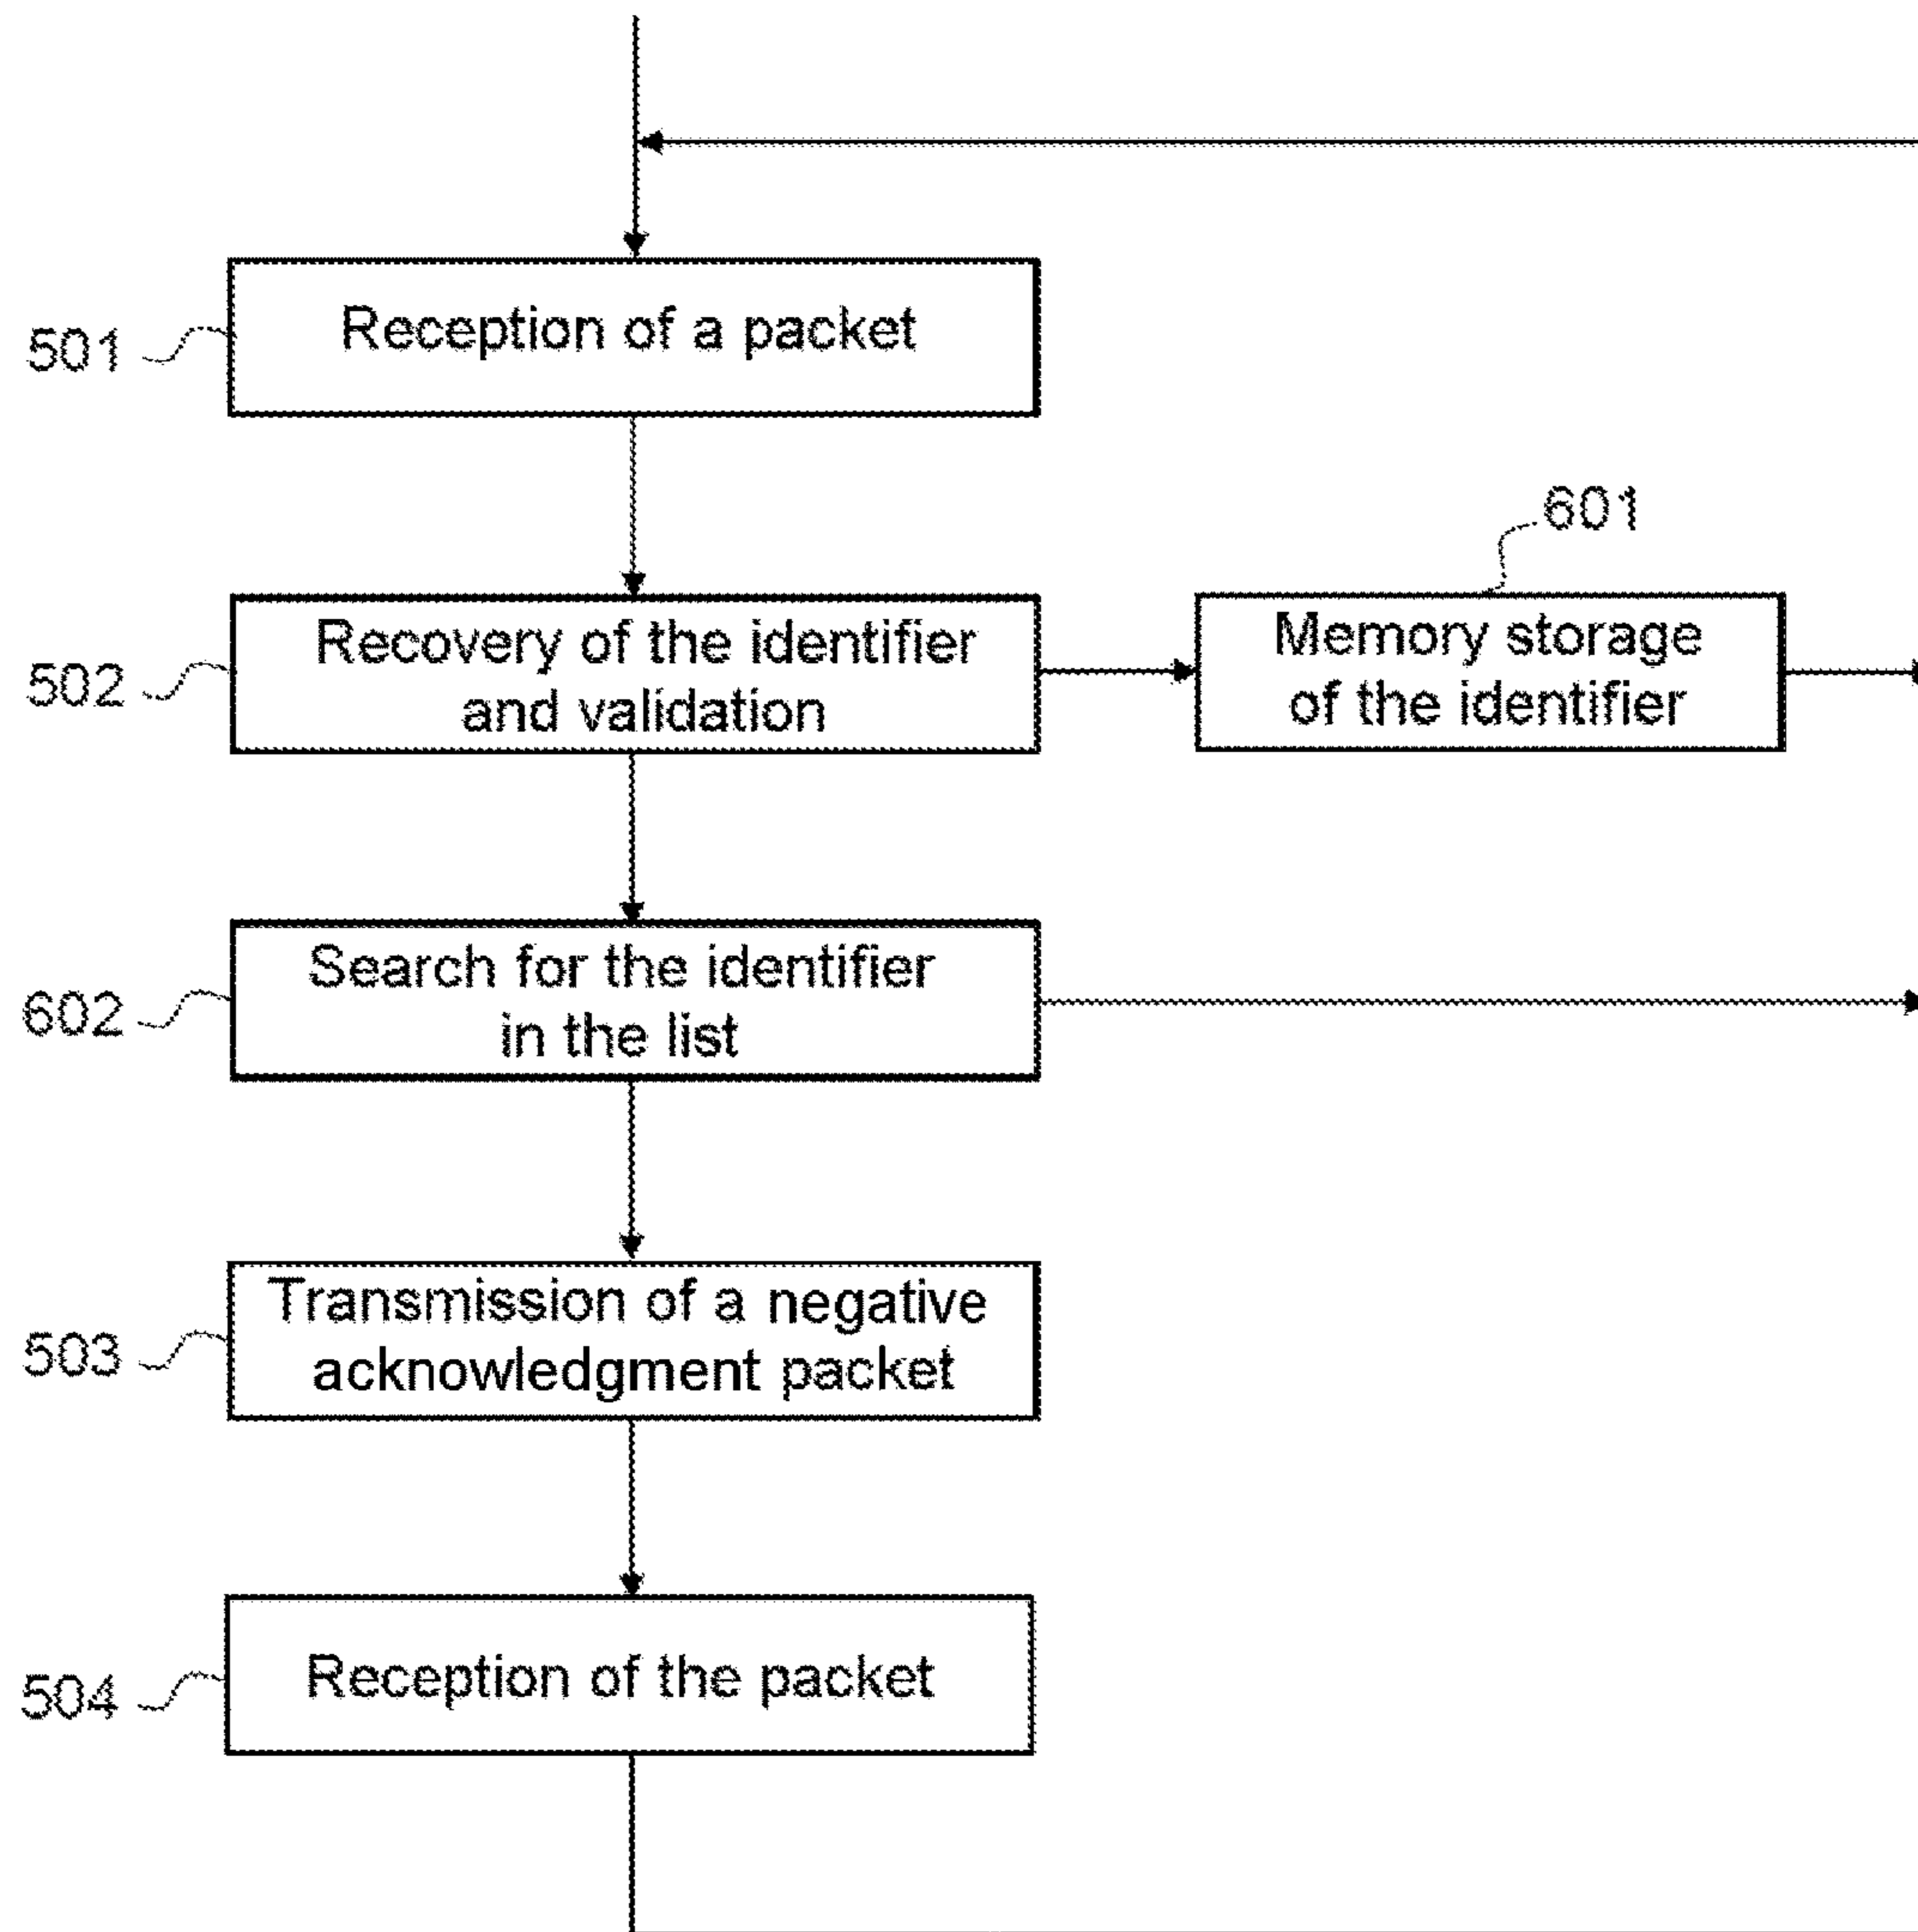 501
Reception of a packet
601
502
Recovery of the identifier
and validation
Memory storage
of the identifier
602
Search for the identifier
in the list
503
Transmission of a negative
acknowledgment packet
504
Reception of the packet